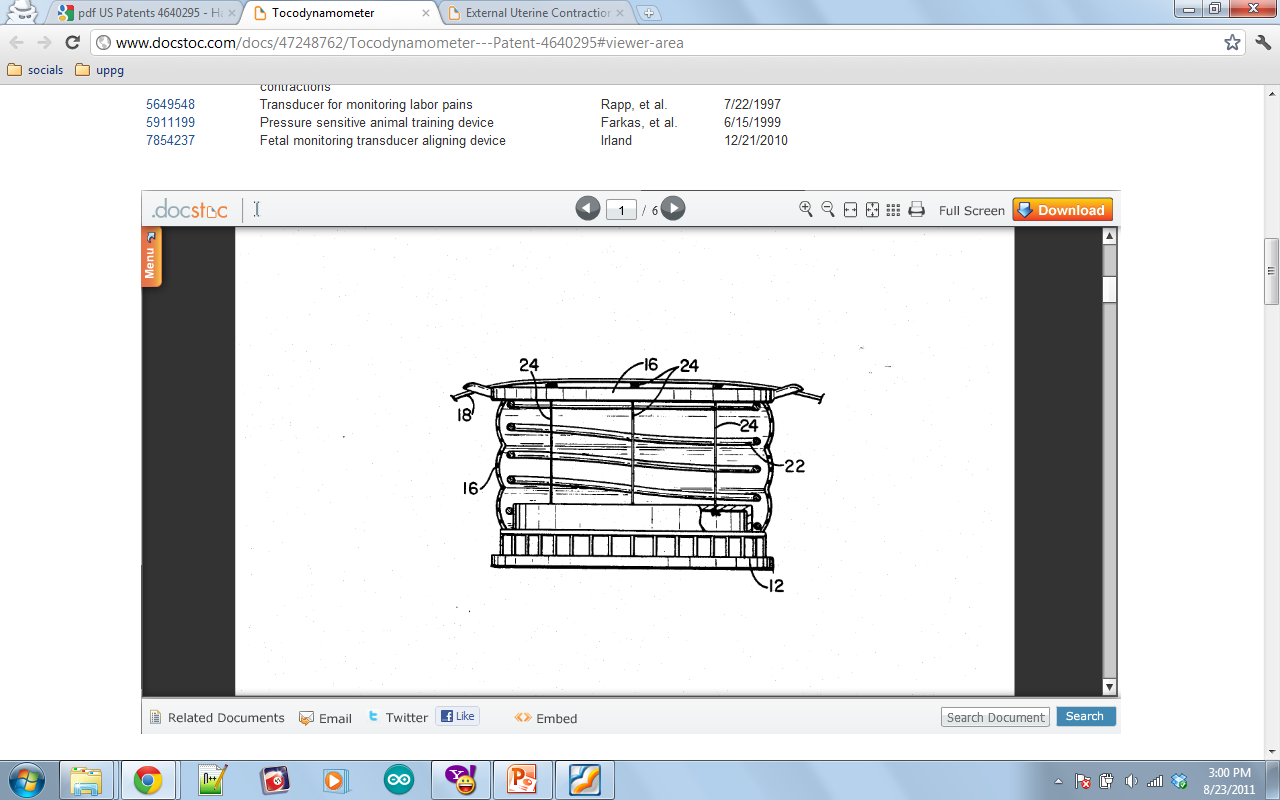 pdf US Patents 4640295 - Ha
Tocodynamometer
External Uterine Contraction
www.docstoc.com/docs/47248762/Tocodynamometer---Patent-4640295#viewer-area
socials
uppg
contractions
5649548 Transducer for monitoring labor pains Rapp, et al. 7/22/1997
5911199 Pressure sensitive animal training device Farkas, et al. 6/15/1999
7854237 Fetal monitoring transducer aligning device Irland 12/21/2010
.docstoc 1 / 6 Full Screen Download
Menu
24 16 24
18
24
22
16
12
Related Documents Email Twitter Like Embed Search Document Search
3:00 PM
8/23/2011